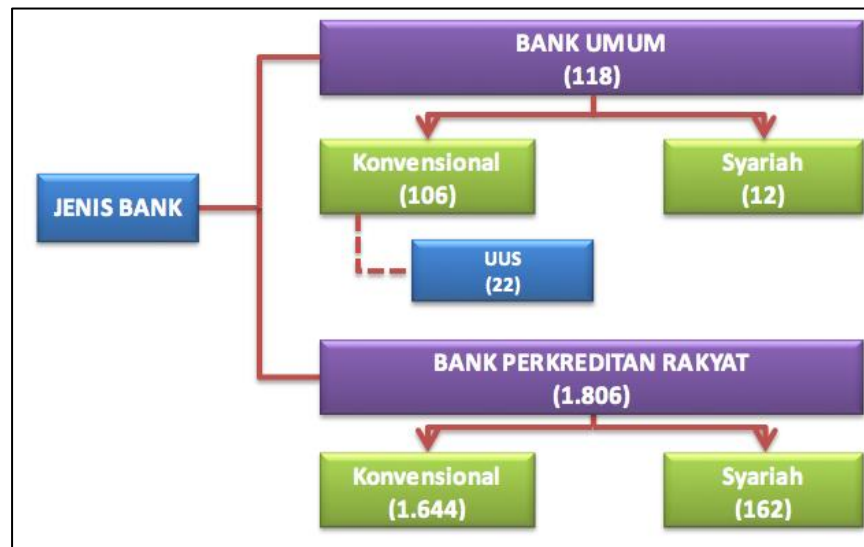 BANK UMUM
(118)
Konvensional
(106)
Syariah
(12)
JENIS BANK
UUS
(22)
BANK PERKREDITAN RAKYAT
(1.806)
Konvensional
(1.644)
Syariah
(162)